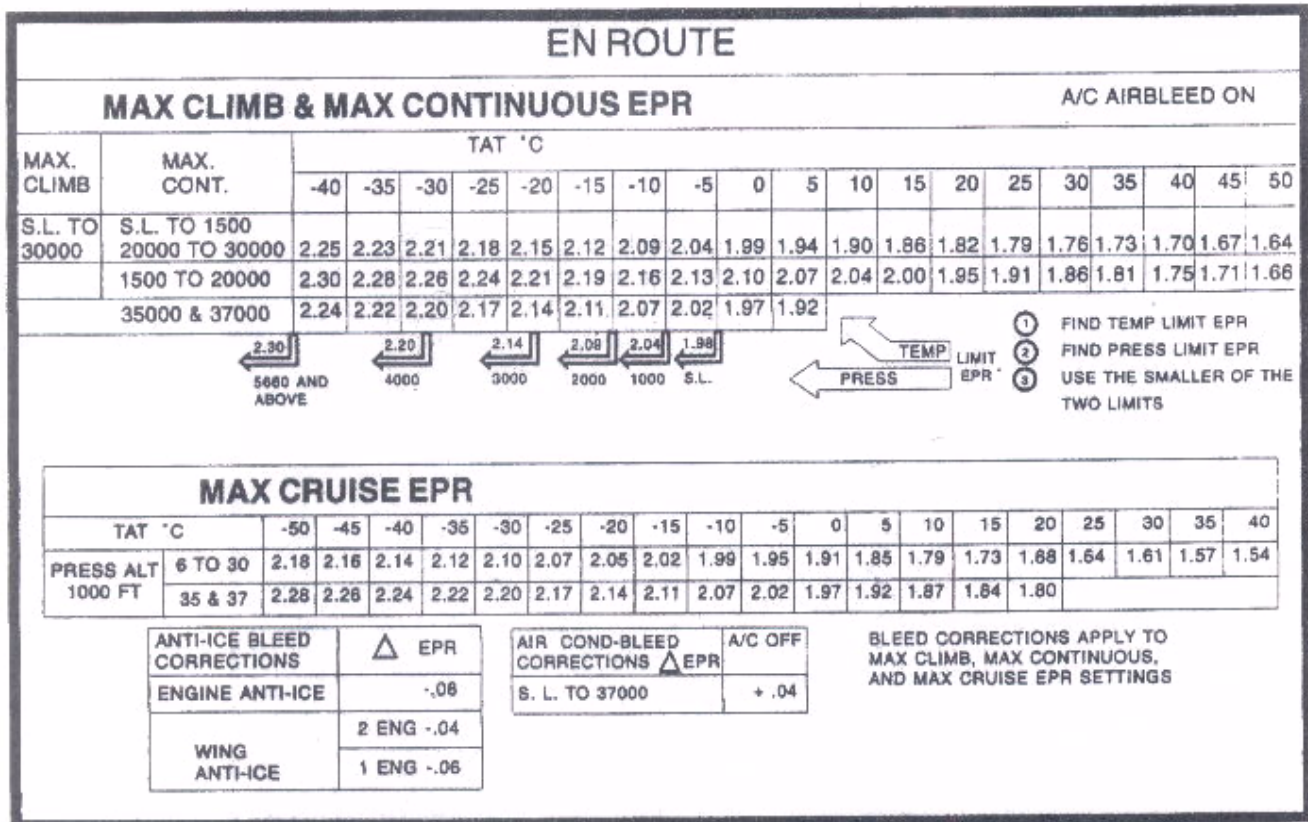 EN ROUTE
MAX CLIMB & MAX CONTINUOUS EPR A/C AIRBLEED ON
MAX. CLIMB MAX. CONT. TAT °C
-40 -35 -30 -25 -20 -15 -10 -5 0 5 10 15 20 25 30 35 40 45 50
S.L. TO 30000 S.L. TO 1500
20000 TO 30000 2.25 2.23 2.21 2.18 2.15 2.12 2.09 2.04 1.99 1.94 1.90 1.86 1.82 1.79 1.76 1.73 1.70 1.67 1.64
1500 TO 20000 2.30 2.28 2.26 2.24 2.21 2.19 2.16 2.13 2.10 2.07 2.04 2.00 1.95 1.91 1.86 1.81 1.75 1.71 1.66
35000 & 37000 2.24 2.22 2.20 2.17 2.14 2.11 2.07 2.02 1.97 1.92
2.30 2.20 2.14 2.09 2.04 1.98
5660 AND ABOVE 4000 3000 2000 1000 S.L.
TEMP PRESS LIMIT EPR
1 FIND TEMP LIMIT EPR
2 FIND PRESS LIMIT EPR
3 USE THE SMALLER OF THE
TWO LIMITS
MAX CRUISE EPR
TAT °C -50 -45 -40 -35 -30 -25 -20 -15 -10 -5 0 5 10 15 20 25 30 35 40
PRESS ALT 1000 FT
6 TO 30 2.18 2.16 2.14 2.12 2.10 2.07 2.05 2.02 1.99 1.95 1.91 1.85 1.79 1.73 1.68 1.64 1.61 1.57 1.54
35 & 37 2.28 2.26 2.24 2.22 2.20 2.17 2.14 2.11 2.07 2.02 1.97 1.92 1.87 1.84 1.80
ANTI-ICE BLEED
CORRECTIONS Δ EPR
ENGINE ANTI-ICE -.08
WING
ANTI-ICE
2 ENG -.04
1 ENG -.06
AIR COND-BLEED
CORRECTIONS Δ EPR A/C OFF
S. L. TO 37000 + .04
BLEED CORRECTIONS APPLY TO
MAX CLIMB, MAX CONTINUOUS,
AND MAX CRUISE EPR SETTINGS